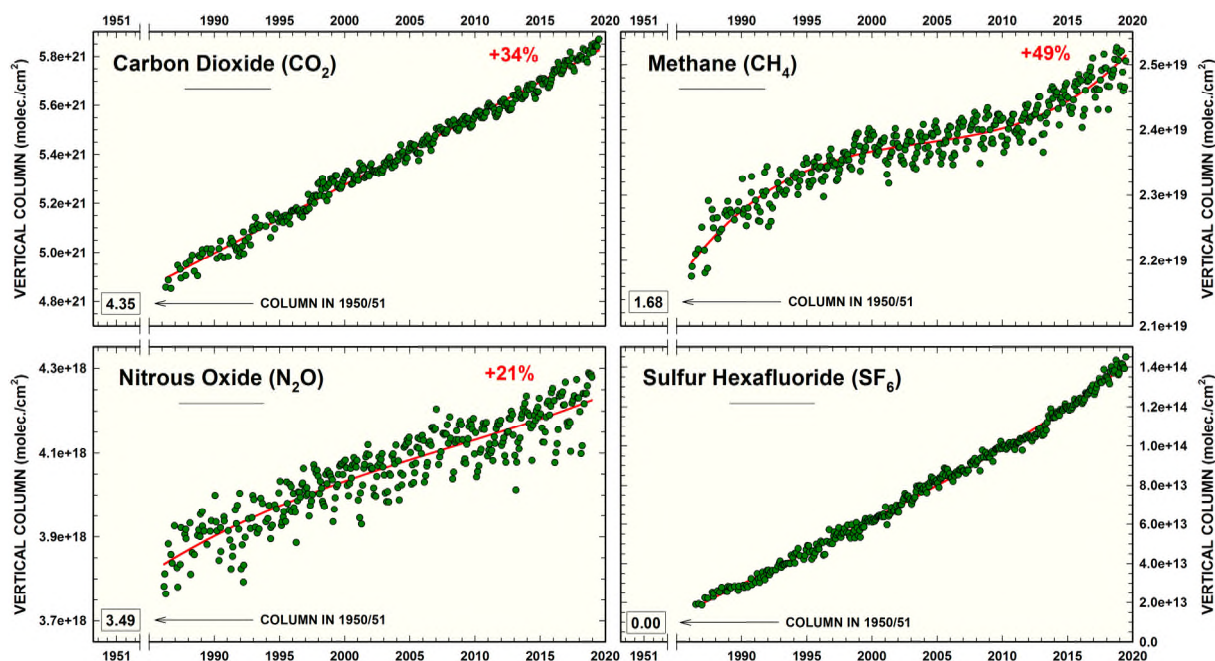 1951 1990 2000 2010 2020 1951 1990 1995 2000 2005 2010 2015 2020
Carbon Dioxide (CO2)
+34%
5.8e+21
5.6e+21
5.4e+21
5.2e+21
5.0e+21
4.8e+21
VERTICAL COLUMN (molec./cm2)
4.35
COLUMN IN 1950/51
Methane (CH4)
+49%
2.5e+19
2.4e+19
2.3e+19
2.2e+19
2.1e+19
VERTICAL COLUMN (molec./cm2)
1.68
COLUMN IN 1950/51
Nitrous Oxide (N2O)
+21%
4.3e+18
4.1e+18
3.9e+18
3.7e+18
VERTICAL COLUMN (molec./cm2)
3.49
COLUMN IN 1950/51
Sulfur Hexafluoride (SF6)
1.4e+14
1.2e+14
1.0e+14
8.0e+13
6.0e+13
4.0e+13
2.0e+13
0.0
VERTICAL COLUMN (molec./cm2)
0.00
COLUMN IN 1950/51
1951 1990 1995 2000 2005 2010 2015 2020 1951 1990 1995 2000 2005 2010 2015 2020